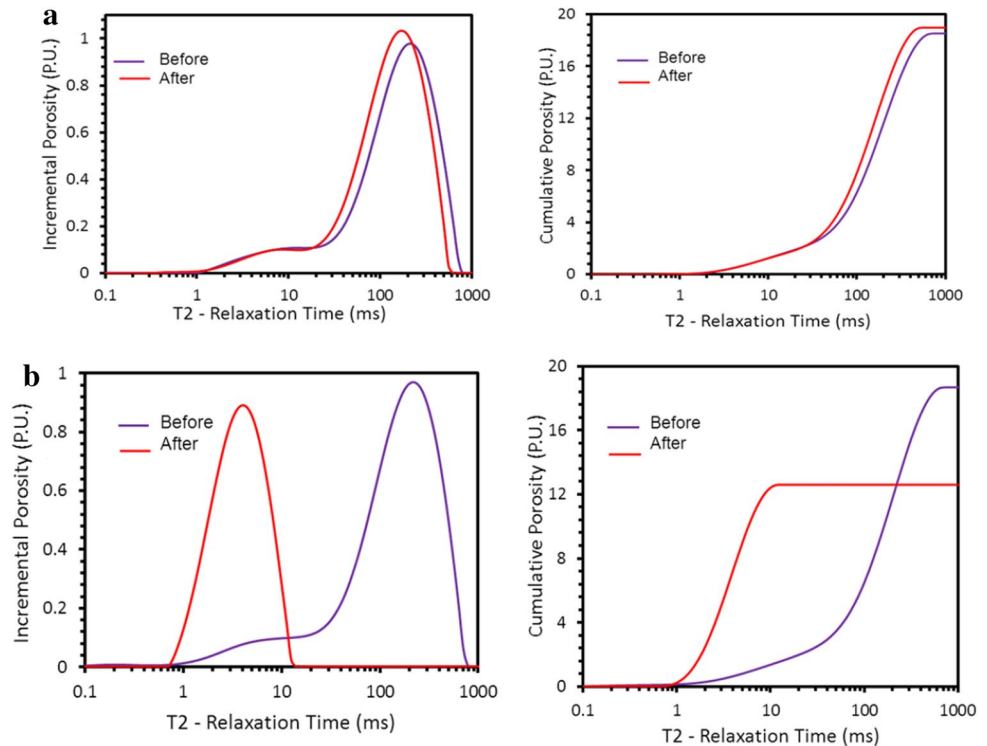 a
Incremental Porosity (P.U.)
1
0.8
0.6
0.4
0.2
0
Before
After
0.1 1 10 100 1000
T2 - Relaxation Time (ms)
Cumulative Porosity (P.U.)
20
16
12
8
4
0
Before
After
0.1 1 10 100 1000
T2 - Relaxation Time (ms)
b
Incremental Porosity (P.U.)
1
0.8
0.6
0.4
0.2
0
Before
After
0.1 1 10 100 1000
T2 - Relaxation Time (ms)
Cumulative Porosity (P.U.)
20
16
12
8
4
0
Before
After
0.1 1 10 100 1000
T2 - Relaxation Time (ms)